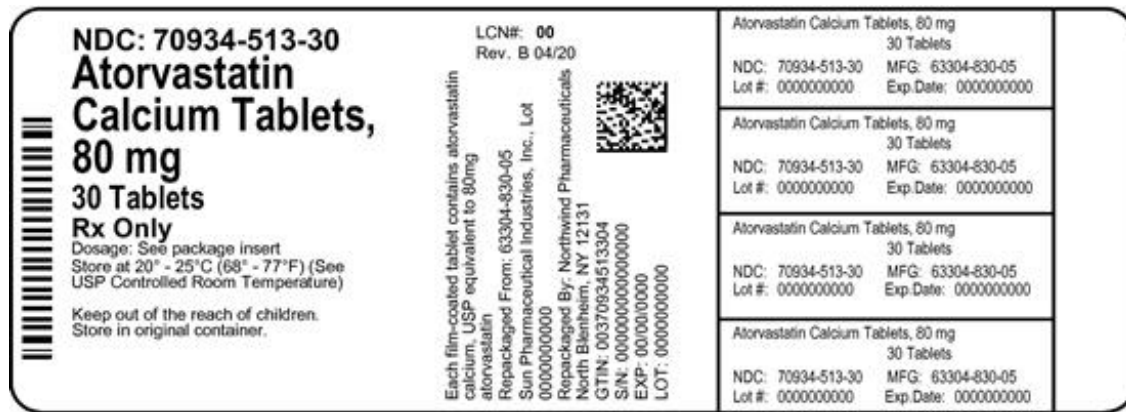 NDC: 70934-513-30
Atorvastatin
Calcium Tablets,
80 mg
30 Tablets
Rx Only
Dosage: See package insert
Store at 20° - 25°C (68° - 77°F) (See
USP Controlled Room Temperature)
Keep out of the reach of children.
Store in original container.
LCN#: 00
Rev. B 04/20
Each film-coated tablet contains atorvastatin
calcium, USP equivalent to 80mg
atorvastatin
Repackaged From: 63304-830-05
Sun Pharmaceutical Industries, Inc., Lot
0000000000
Repackaged By: Northwind Pharmaceuticals
North Blenheim, NY 12131
GTIN: 00370934513304
S/N: 00000000000000000
EXP: 00/00/0000
LOT: 0000000000
Atorvastatin Calcium Tablets, 80 mg
30 Tablets
NDC: 70934-513-30 MFG: 63304-830-05
Lot #: 0000000000 Exp.Date: 0000000000
Atorvastatin Calcium Tablets, 80 mg
30 Tablets
NDC: 70934-513-30 MFG: 63304-830-05
Lot #: 0000000000 Exp.Date: 0000000000
Atorvastatin Calcium Tablets, 80 mg
30 Tablets
NDC: 70934-513-30 MFG: 63304-830-05
Lot #: 0000000000 Exp.Date: 0000000000
Atorvastatin Calcium Tablets, 80 mg
30 Tablets
NDC: 70934-513-30 MFG: 63304-830-05
Lot #: 0000000000 Exp.Date: 0000000000